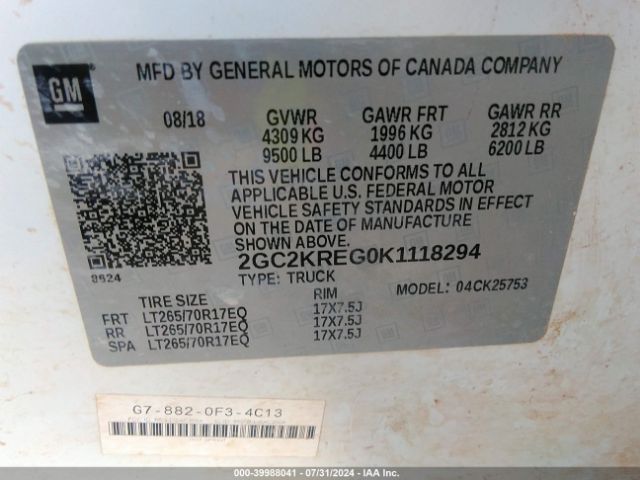 GM
MFD BY GENERAL MOTORS OF CANADA COMPANY
08/18 GVWR GAWR FRT GAWR RR
4309 KG 1996 KG 2812 KG
9500 LB 4400 LB 6200 LB
THIS VEHICLE CONFORMS TO ALL
APPLICABLE U.S. FEDERAL MOTOR
VEHICLE SAFETY STANDARDS IN EFFECT
ON THE DATE OF MANUFACTURE
SHOWN ABOVE.
2GC2KREG0K1118294
8624
TYPE: TRUCK MODEL: 04CK25753
TIRE SIZE RIM
FRT LT265/70R17EQ 17X7.5J
RR LT265/70R17EQ 17X7.5J
SPA LT265/70R17EQ 17X7.5J
G7-882-0F3-4C13
000-39988041 / 07/31/2024 / IAA Inc.